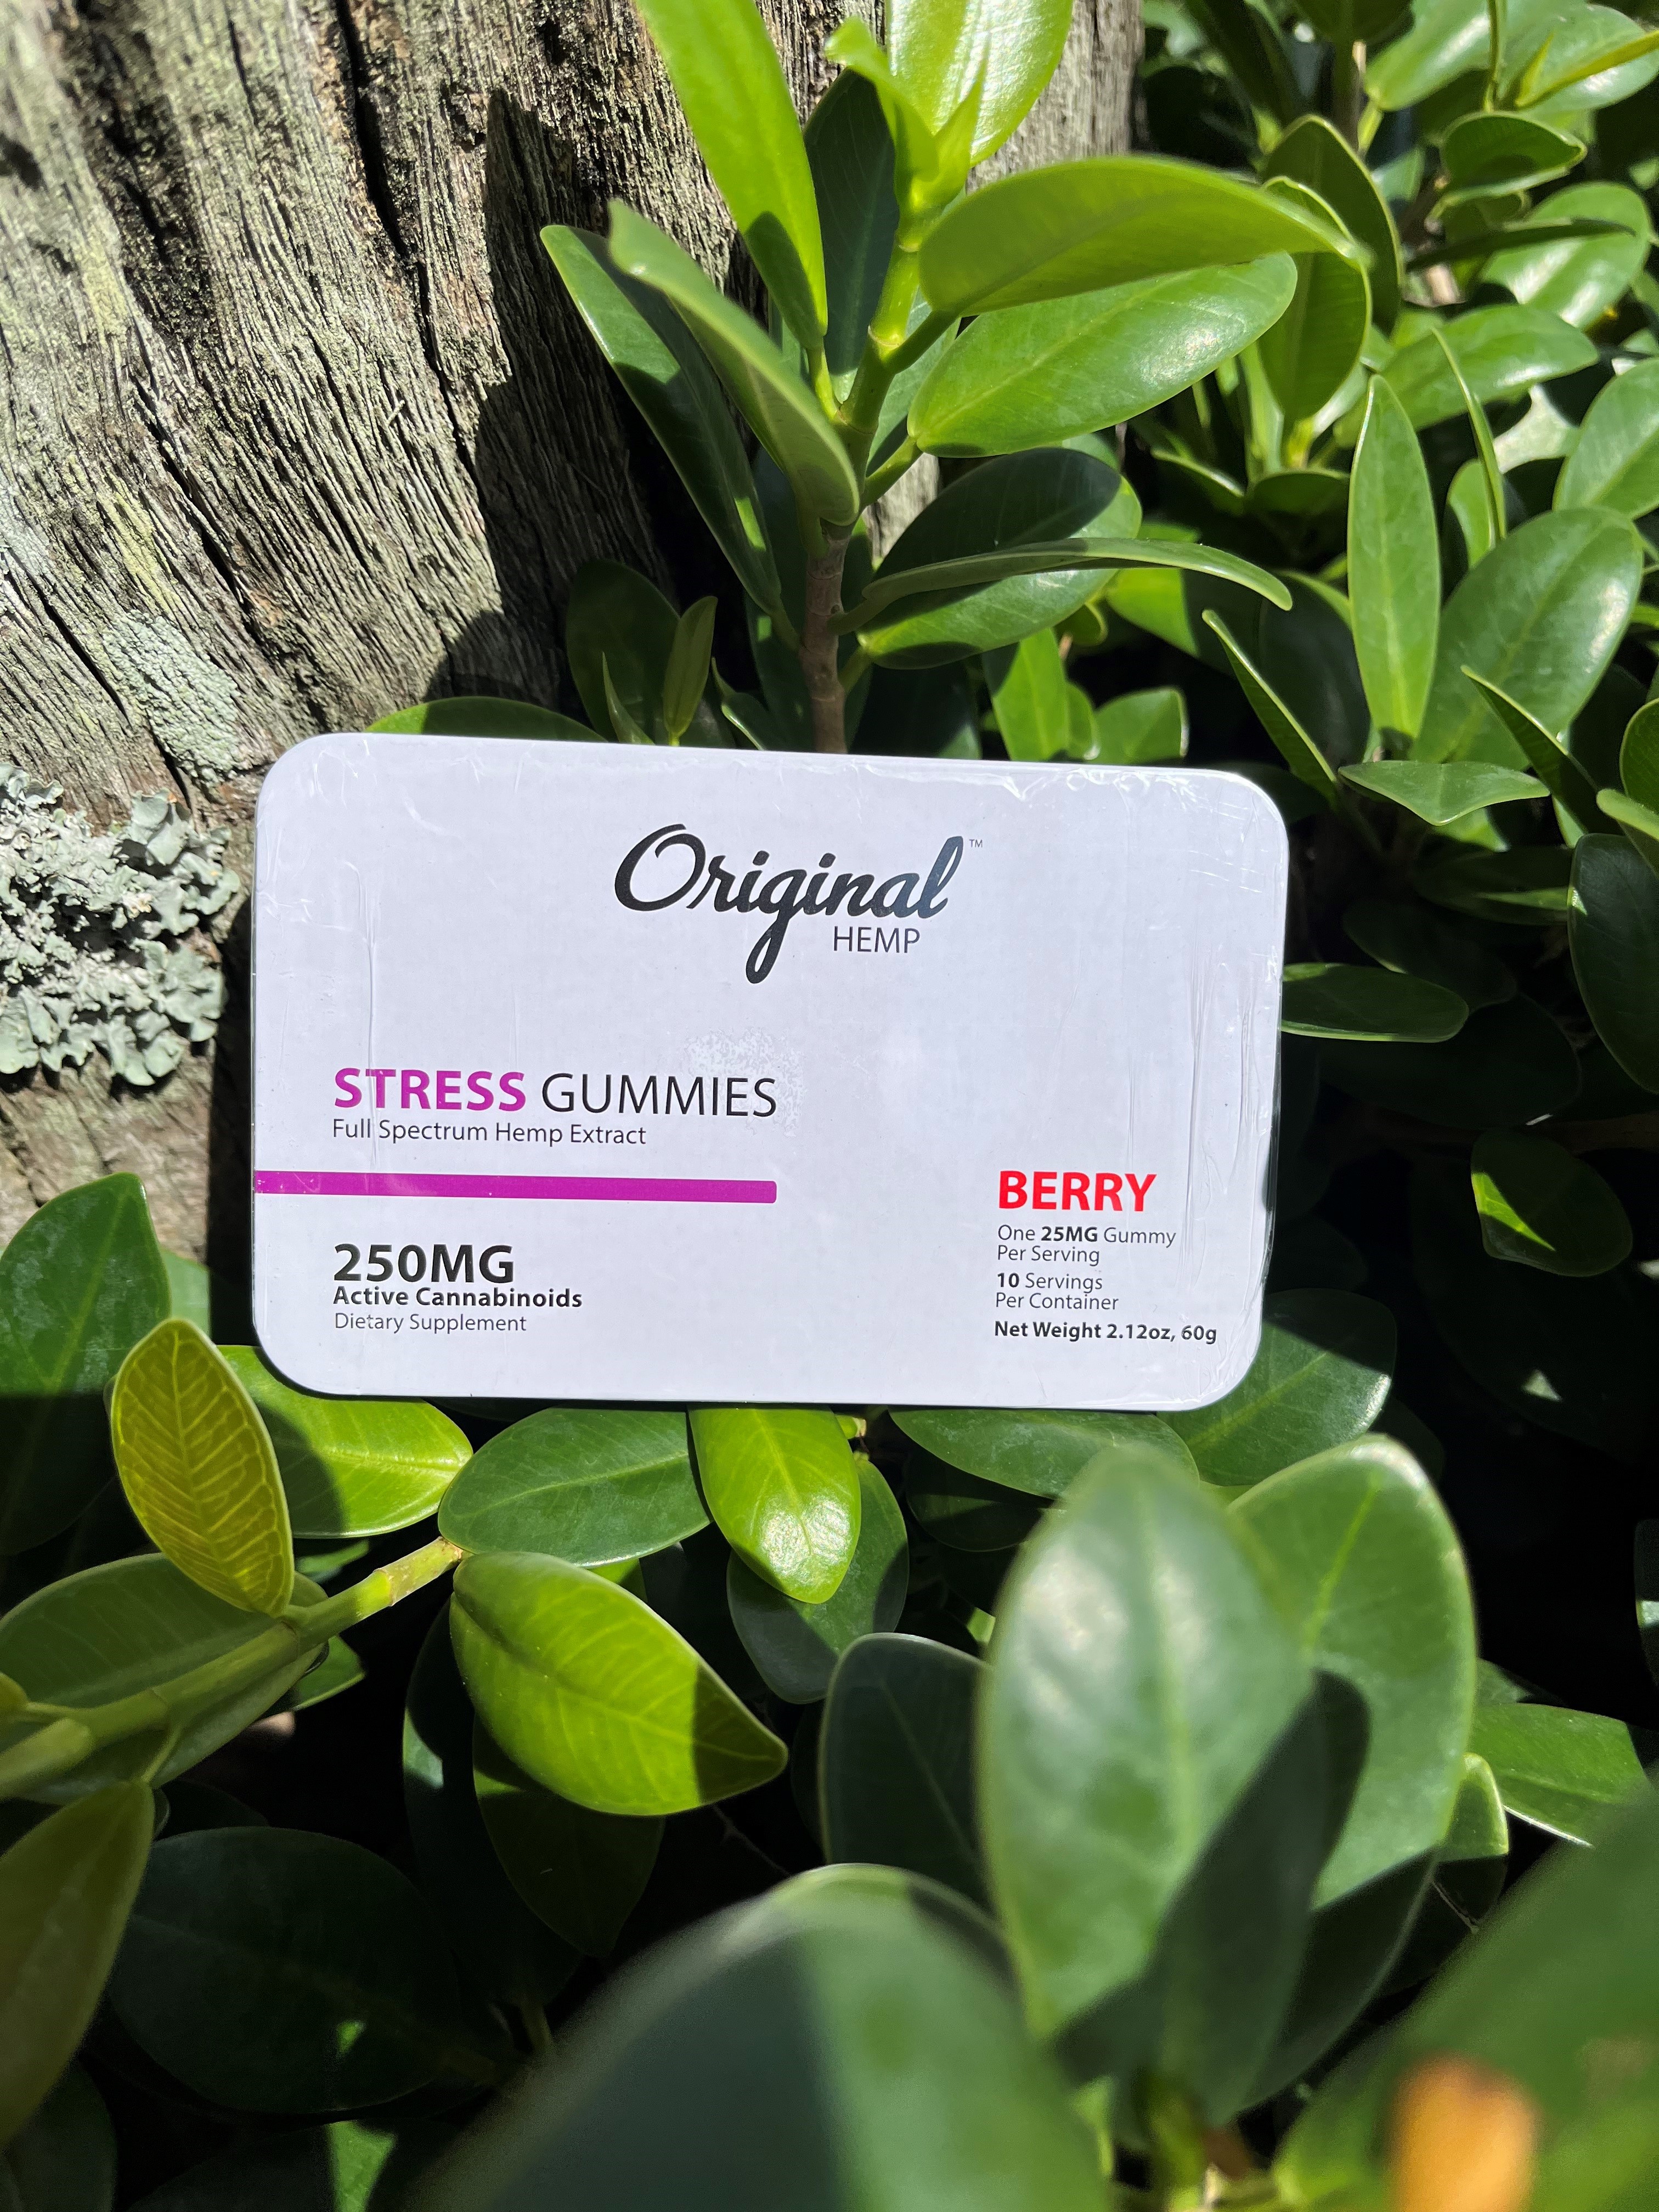 Original™
HEMP
STRESS GUMMIES
Full Spectrum Hemp Extract
250MG
Active Cannabinoids
Dietary Supplement
BERRY
One 25MG Gummy
Per Serving
10 Servings
Per Container
Net Weight 2.12oz, 60g